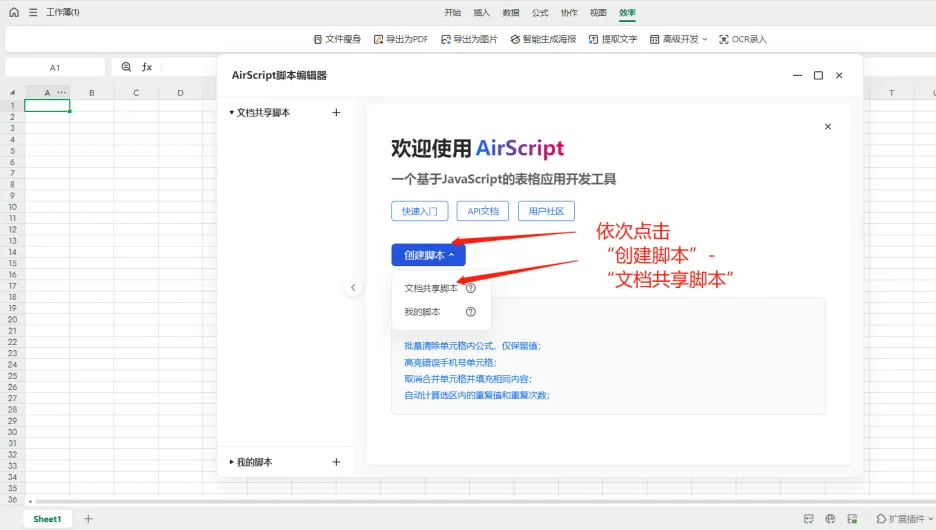 工作簿(1)
开始 插入 数据 公式 协作 视图 效率
文件瘦身 导出为PDF 导出为图片 智能生成海报 提取文字 高级开发 OCR录入
A1 fx
AirScript脚本编辑器
A B C D T U
文档共享脚本
欢迎使用 AirScript
一个基于JavaScript的表格应用开发工具
快速入门 API文档 用户社区
依次点击
“创建脚本” -
“文档共享脚本”
创建脚本
文档共享脚本
我的脚本
批量清除单元格内公式，仅保留值；
高亮错误手机号单元格；
取消合并单元格并填充相同内容；
自动计算选区内的重复值和重复次数；
我的脚本
1
2
3
4
5
6
7
8
9
10
11
12
13
14
15
16
17
18
19
20
21
22
23
24
25
26
27
28
29
30
31
32
33
34
35
36
Sheet1
扩展插件